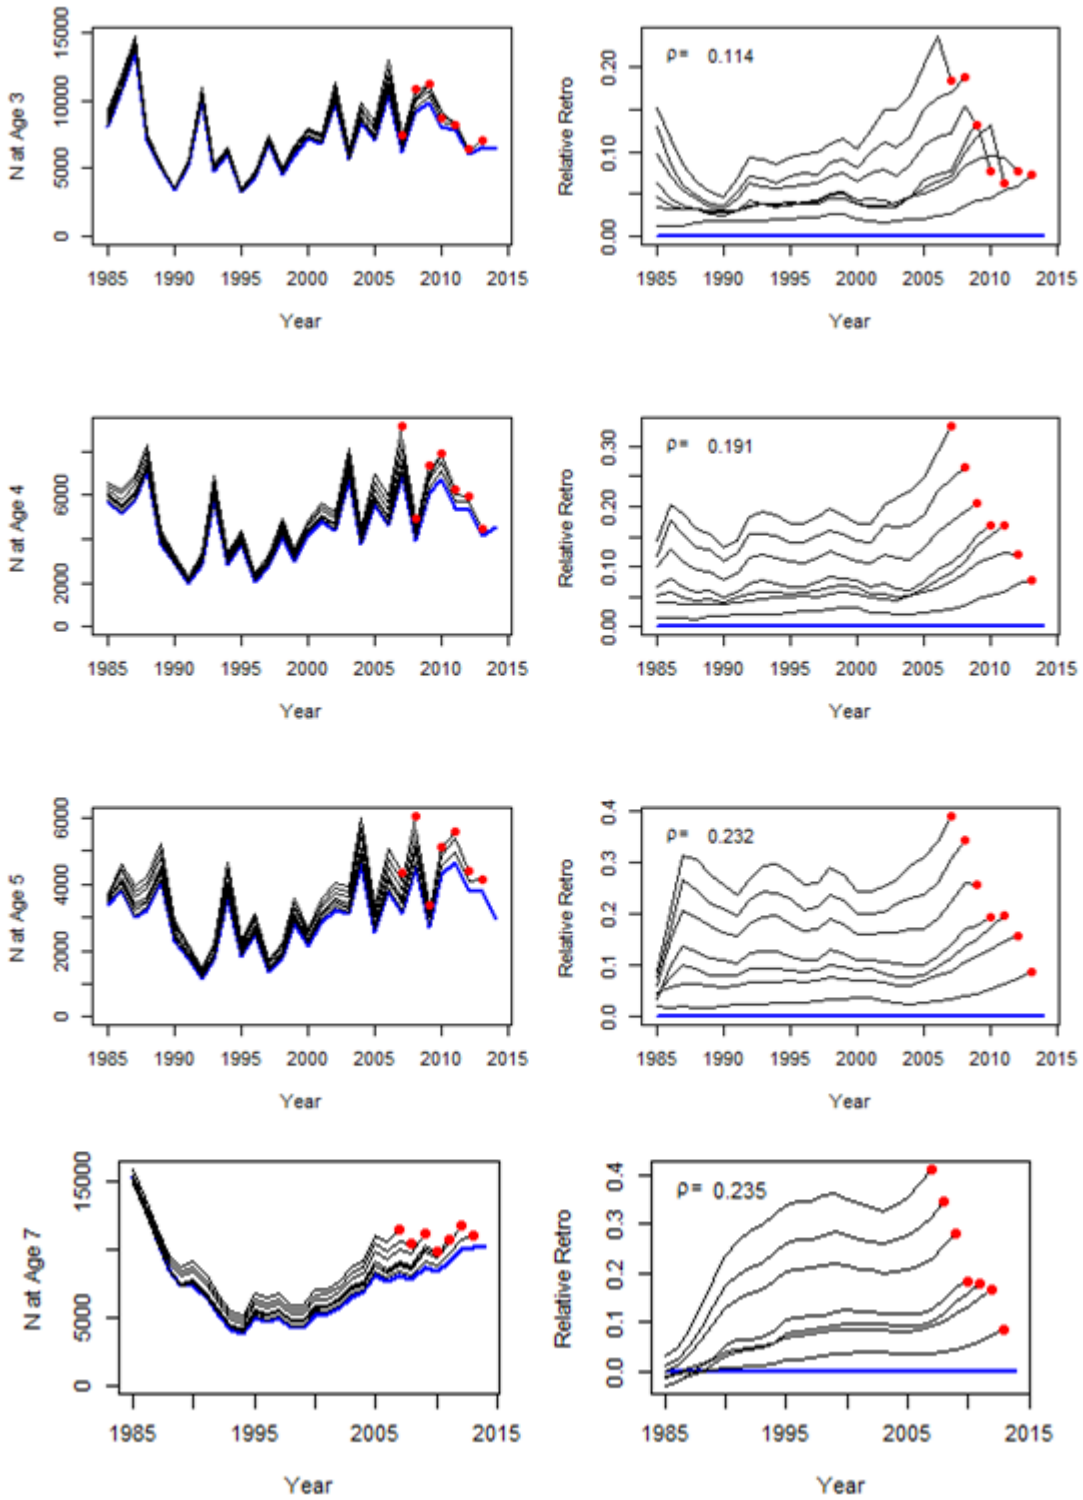 N at Age 3
15000
10000
5000
0
1985 1990 1995 2000 2005 2010 2015
Year
Relative Retro
0.20
0.10
0.00
ρ= 0.114
1985 1990 1995 2000 2005 2010 2015
Year
N at Age 4
6000
2000
0
1985 1990 1995 2000 2005 2010 2015
Year
Relative Retro
0.30
0.20
0.10
0.00
ρ= 0.191
1985 1990 1995 2000 2005 2010 2015
Year
N at Age 5
6000
4000
2000
0
1985 1990 1995 2000 2005 2010 2015
Year
Relative Retro
0.4
0.3
0.2
0.1
0.0
ρ= 0.232
1985 1990 1995 2000 2005 2010 2015
Year
N at Age 7
15000
5000
0
1985 1995 2005 2015
Year
Relative Retro
0.4
0.3
0.2
0.1
0.0
ρ= 0.235
1985 1995 2005 2015
Year